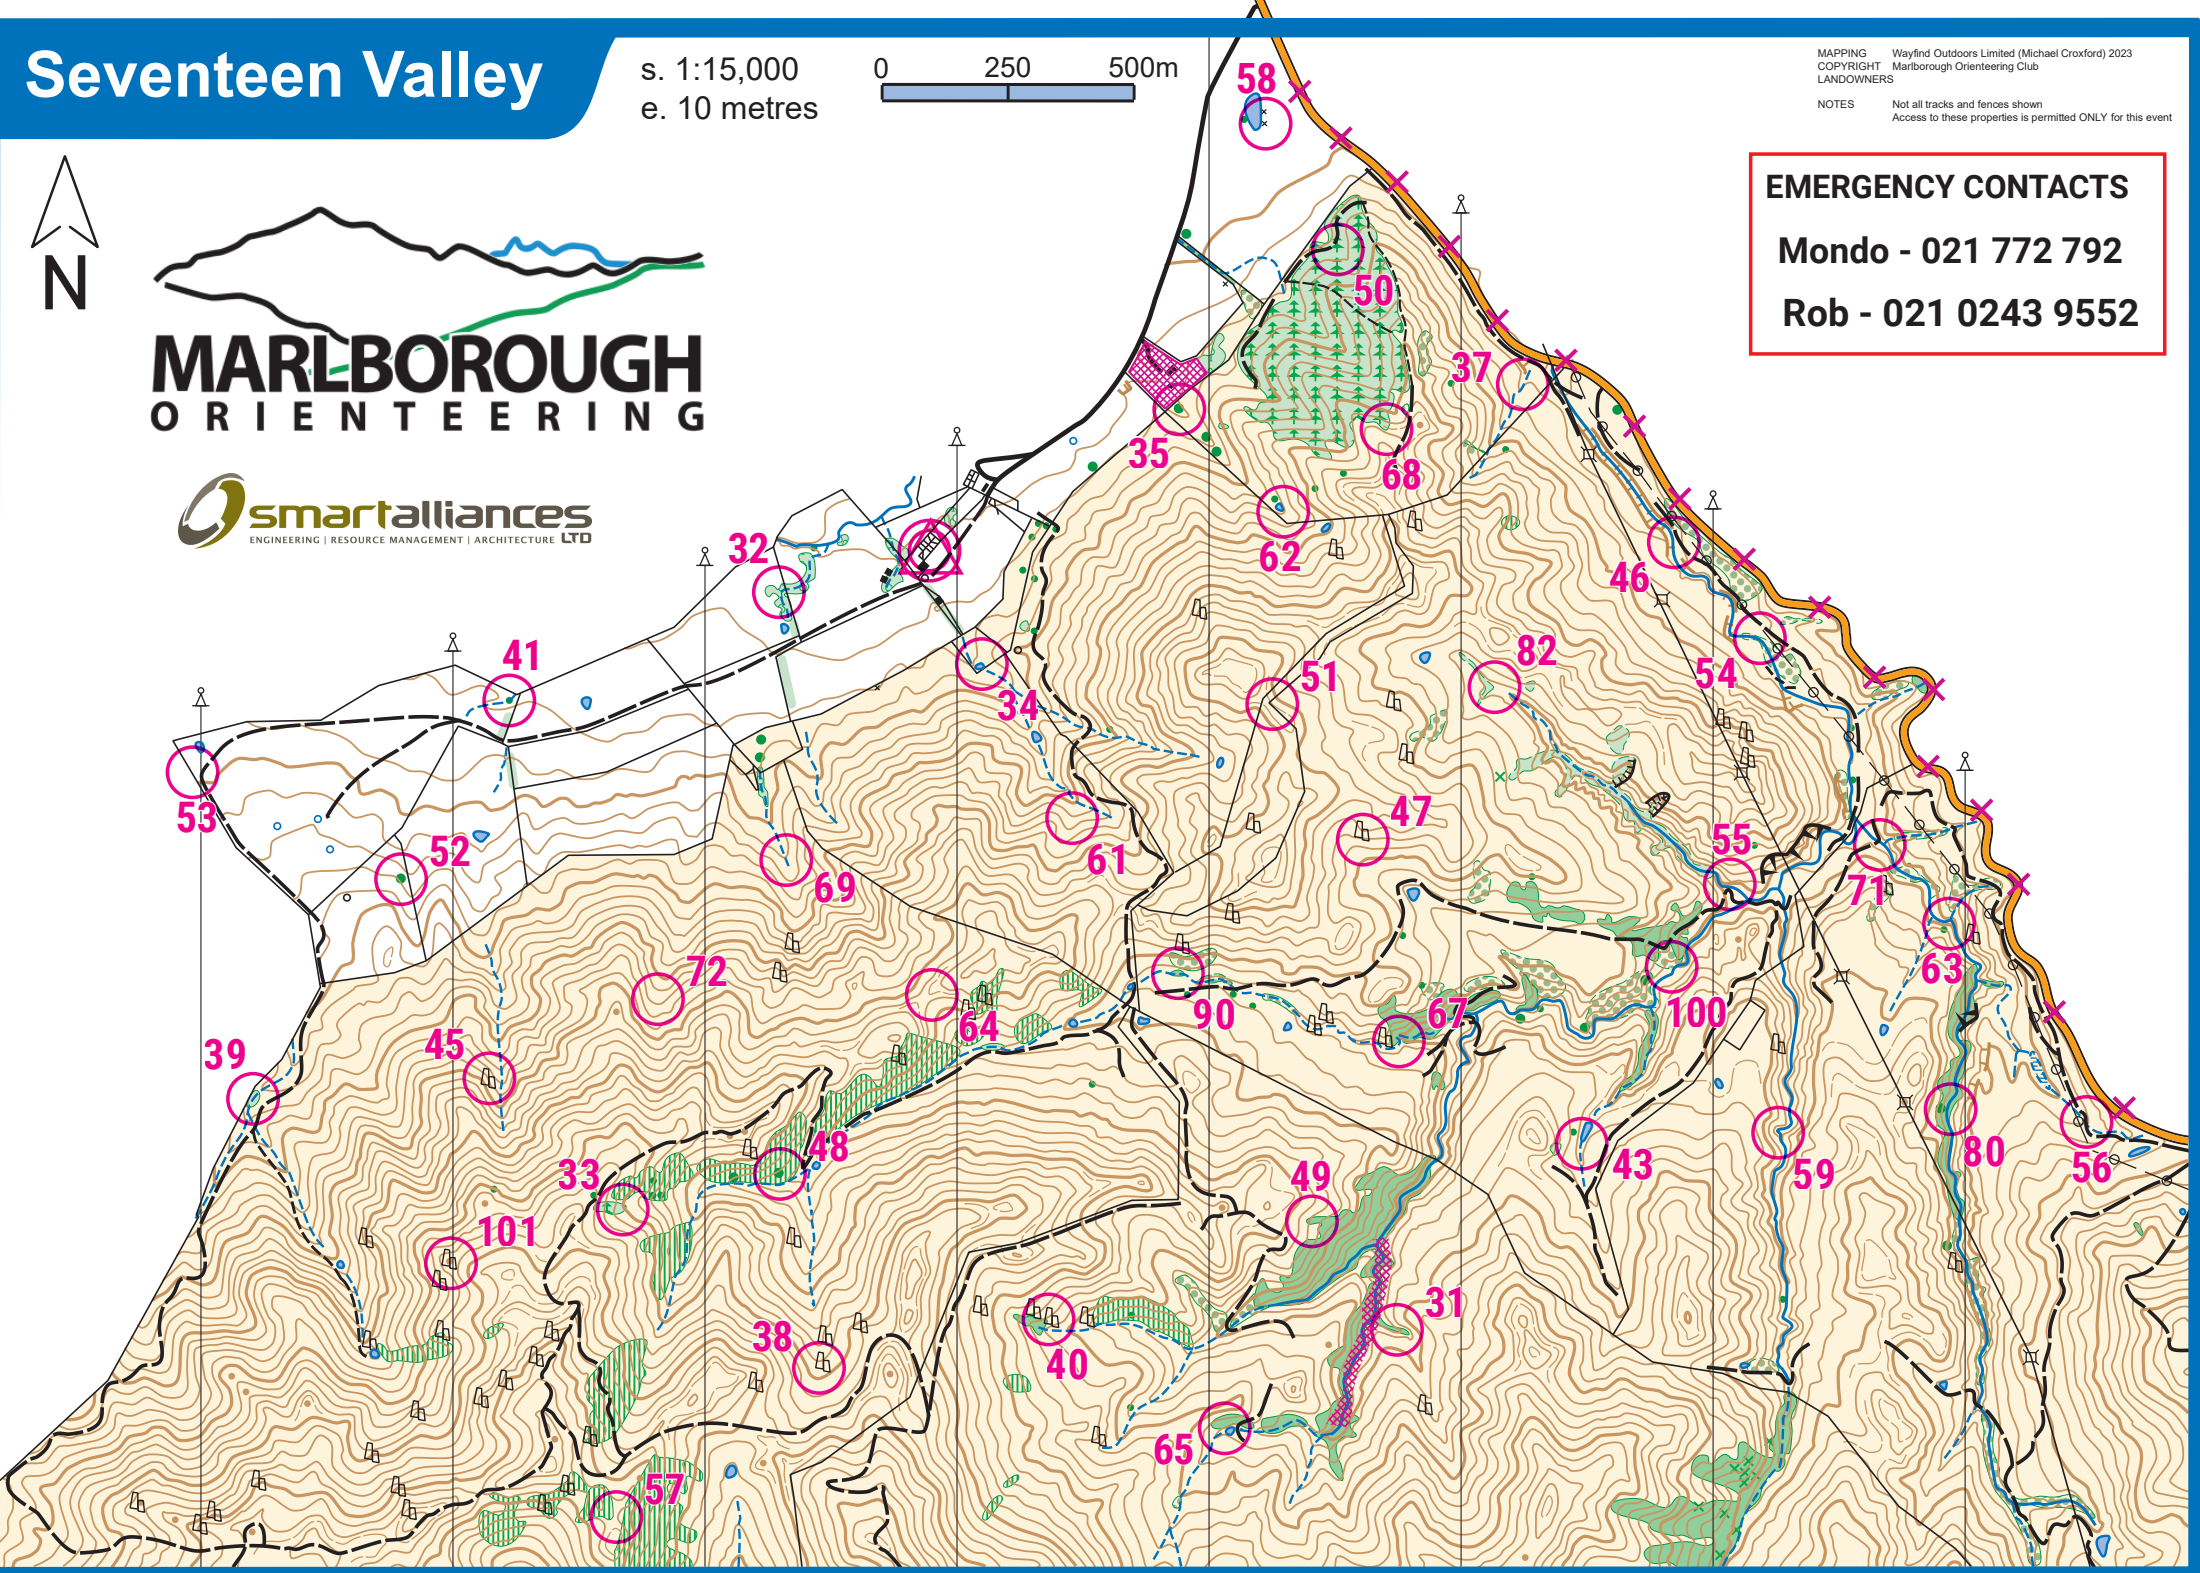 Seventeen Valley
s. 1:15,000
e. 10 metres
0 250 500m
MAPPING Wayfind Outdoors Limited (Michael Croxford) 2023
COPYRIGHT Marlborough Orienteering Club
LANDOWNERS
NOTES Not all tracks and fences shown
Access to these properties is permitted ONLY for this event
EMERGENCY CONTACTS
Mondo - 021 772 792
Rob - 021 0243 9552
N
MARLBOROUGH
ORIENTEERING
smartalliances
ENGINEERING | RESOURCE MANAGEMENT | ARCHITECTURE LTD
58
50
37
35
68
32
62
46
41
34
51
82
54
53
52
69
61
47
55
71
72
64
90
67
100
63
45
39
33
48
49
43
59
80
56
101
38
40
31
65
57